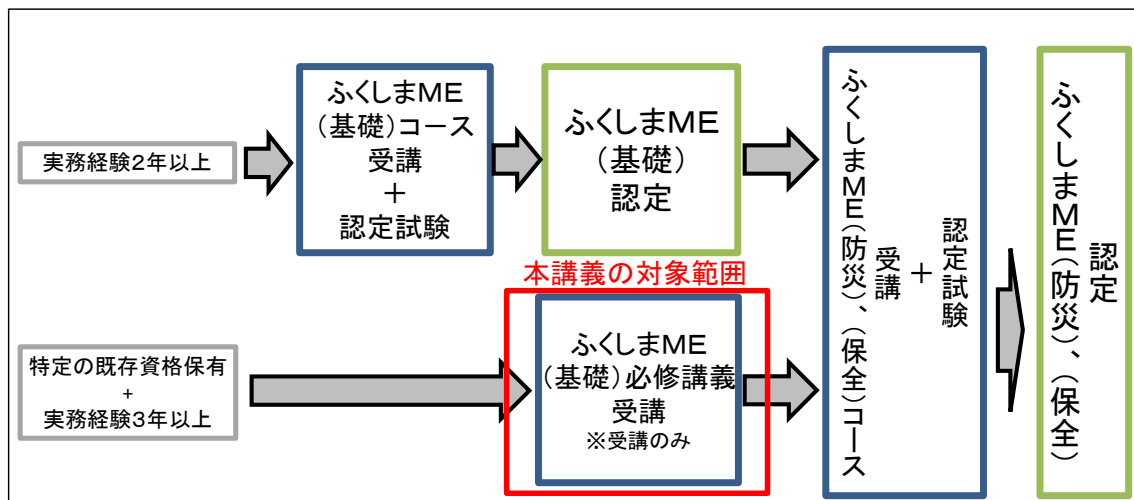 実務経験2年以上
ふくしまME
(基礎)コース
受講
+
認定試験
ふくしまME
(基礎)
認定
本講義の対象範囲
特定の既存資格保有
+
実務経験3年以上
ふくしまME
(基礎)必修講義
受講
※受講のみ
ふくしまME(防災)、(保全)コース
受講
+
認定試験
ふくしまME(防災)、(保全)
認定